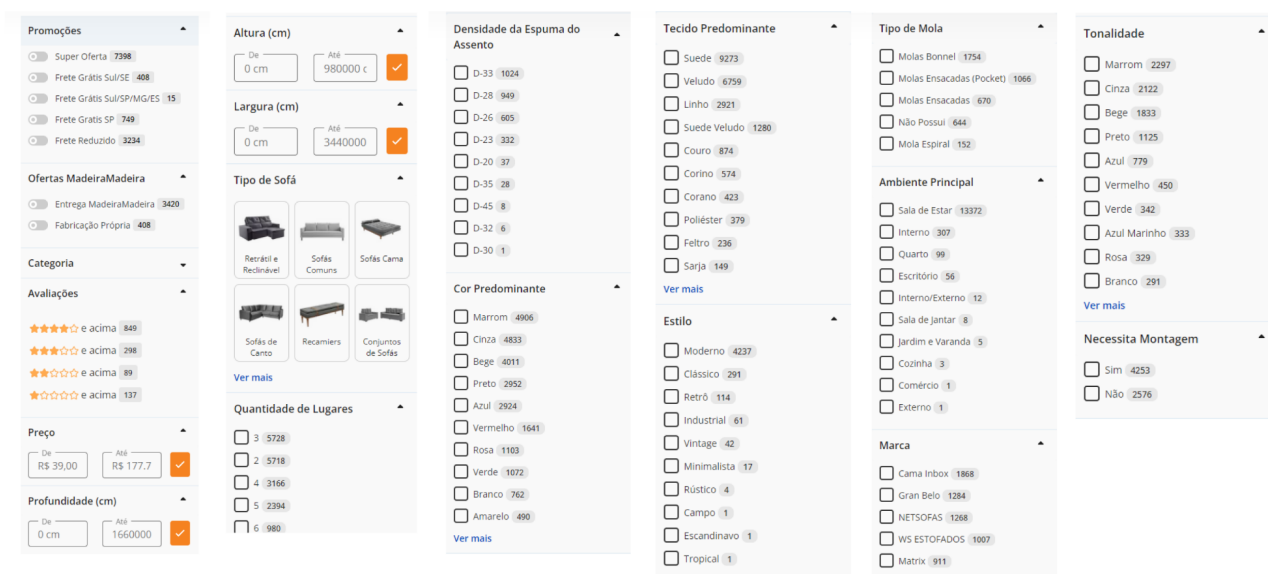 Promoções
Super Oferta 7398
Frete Grátis Sul/SE 408
Frete Grátis Sul/SP/MG/ES 15
Frete Gratis SP 749
Frete Reduzido 3234
Ofertas MadeiraMadeira
Entrega MadeiraMadeira 3420
Fabricação Própria 408
Categoria
Avaliações
e acima 849
e acima 298
e acima 89
e acima 137
Preço
De
R$ 39,00
Até
R$ 177.7
Profundidade (cm)
De
0 cm
Até
1660000
Altura (cm)
De
0 cm
Até
980000 c
Largura (cm)
De
0 cm
Até
3440000
Tipo de Sofá
Retrátil e
Reclinável
Sofás
Comuns
Sofás Cama
Sofás de
Canto
Recamiers
Conjuntos
de Sofás
Ver mais
Quantidade de Lugares
3 5728
2 5718
4 3166
5 2394
6 980
Densidade da Espuma do
Assento
D-33 1024
D-28 949
D-26 605
D-23 332
D-20 37
D-35 28
D-45 8
D-32 6
D-30 1
Cor Predominante
Marrom 4906
Cinza 4833
Bege 4011
Preto 2952
Azul 2924
Vermelho 1641
Rosa 1103
Verde 1072
Branco 762
Amarelo 490
Ver mais
Tecido Predominante
Suede 9273
Veludo 6759
Linho 2921
Suede Veludo 1280
Couro 874
Corino 574
Corano 423
Poliéster 379
Feltro 236
Sarja 149
Ver mais
Estilo
Moderno 4237
Clássico 291
Retrô 114
Industrial 61
Vintage 42
Minimalista 17
Rústico 4
Campo 1
Escandinavo 1
Tropical 1
Tipo de Mola
Molas Bonnel 1754
Molas Ensacadas (Pocket) 1066
Molas Ensacadas 670
Não Possui 644
Mola Espiral 152
Ambiente Principal
Sala de Estar 13372
Interno 307
Quarto 99
Escritório 56
Interno/Externo 12
Sala de Jantar 8
Jardim e Varanda 5
Cozinha 3
Comércio 1
Externo 1
Marca
Cama Inbox 1868
Gran Belo 1284
NETSOFAS 1268
WS ESTOFADOS 1007
Matrix 911
Tonalidade
Marrom 2297
Cinza 2122
Bege 1833
Preto 1125
Azul 779
Vermelho 450
Verde 342
Azul Marinho 333
Rosa 329
Branco 291
Ver mais
Necessita Montagem
Sim 4253
Não 2576